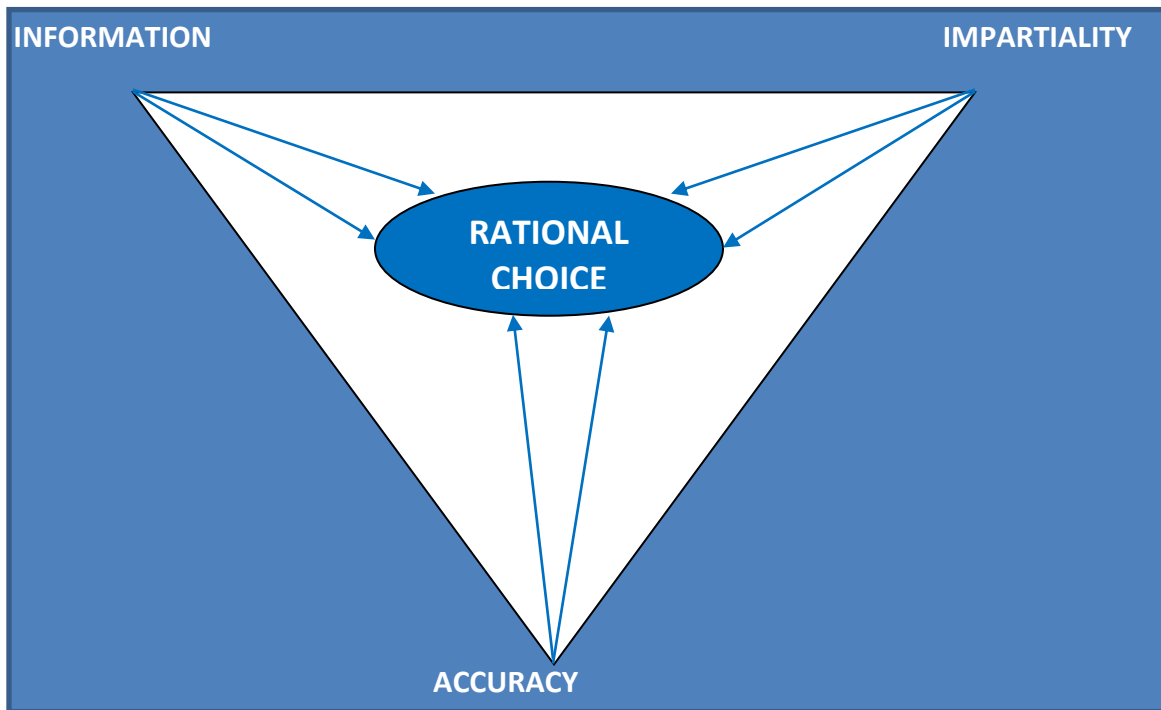 INFORMATION
IMPARTIALITY
RATIONAL
CHOICE
ACCURACY